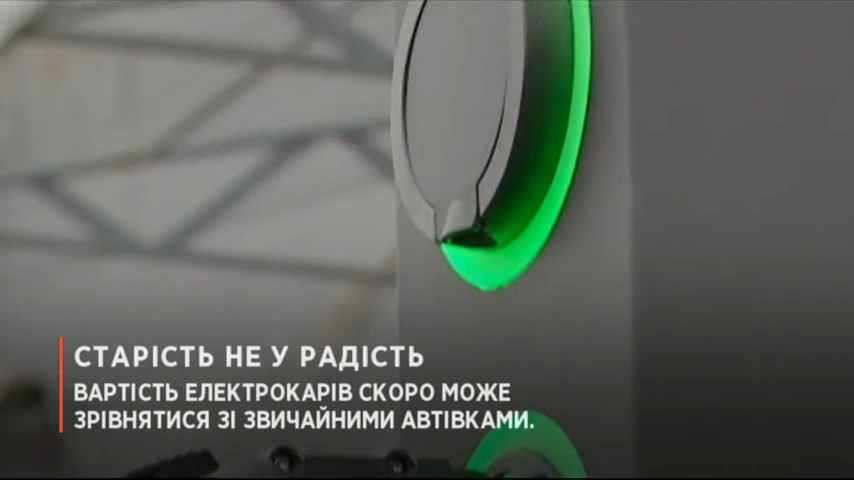 СТАРІСТЬ НЕ У РАДІСТЬ
ВАРТІСТЬ ЕЛЕКТРОКАРІВ СКОРО МОЖЕ
ЗРІВНЯТИСЯ ЗІ ЗВИЧАЙНИМИ АВТІВКАМИ.